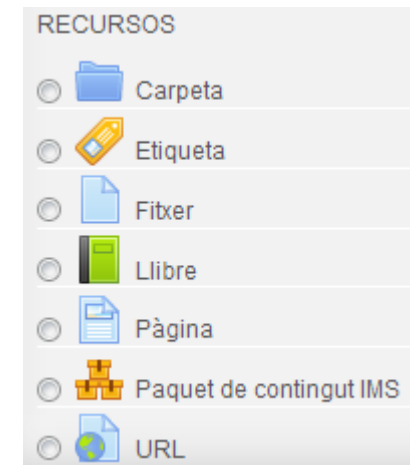 RECURSOS
Carpeta
Etiqueta
Fitxer
Llibre
Pàgina
Paquet de contingut IMS
URL